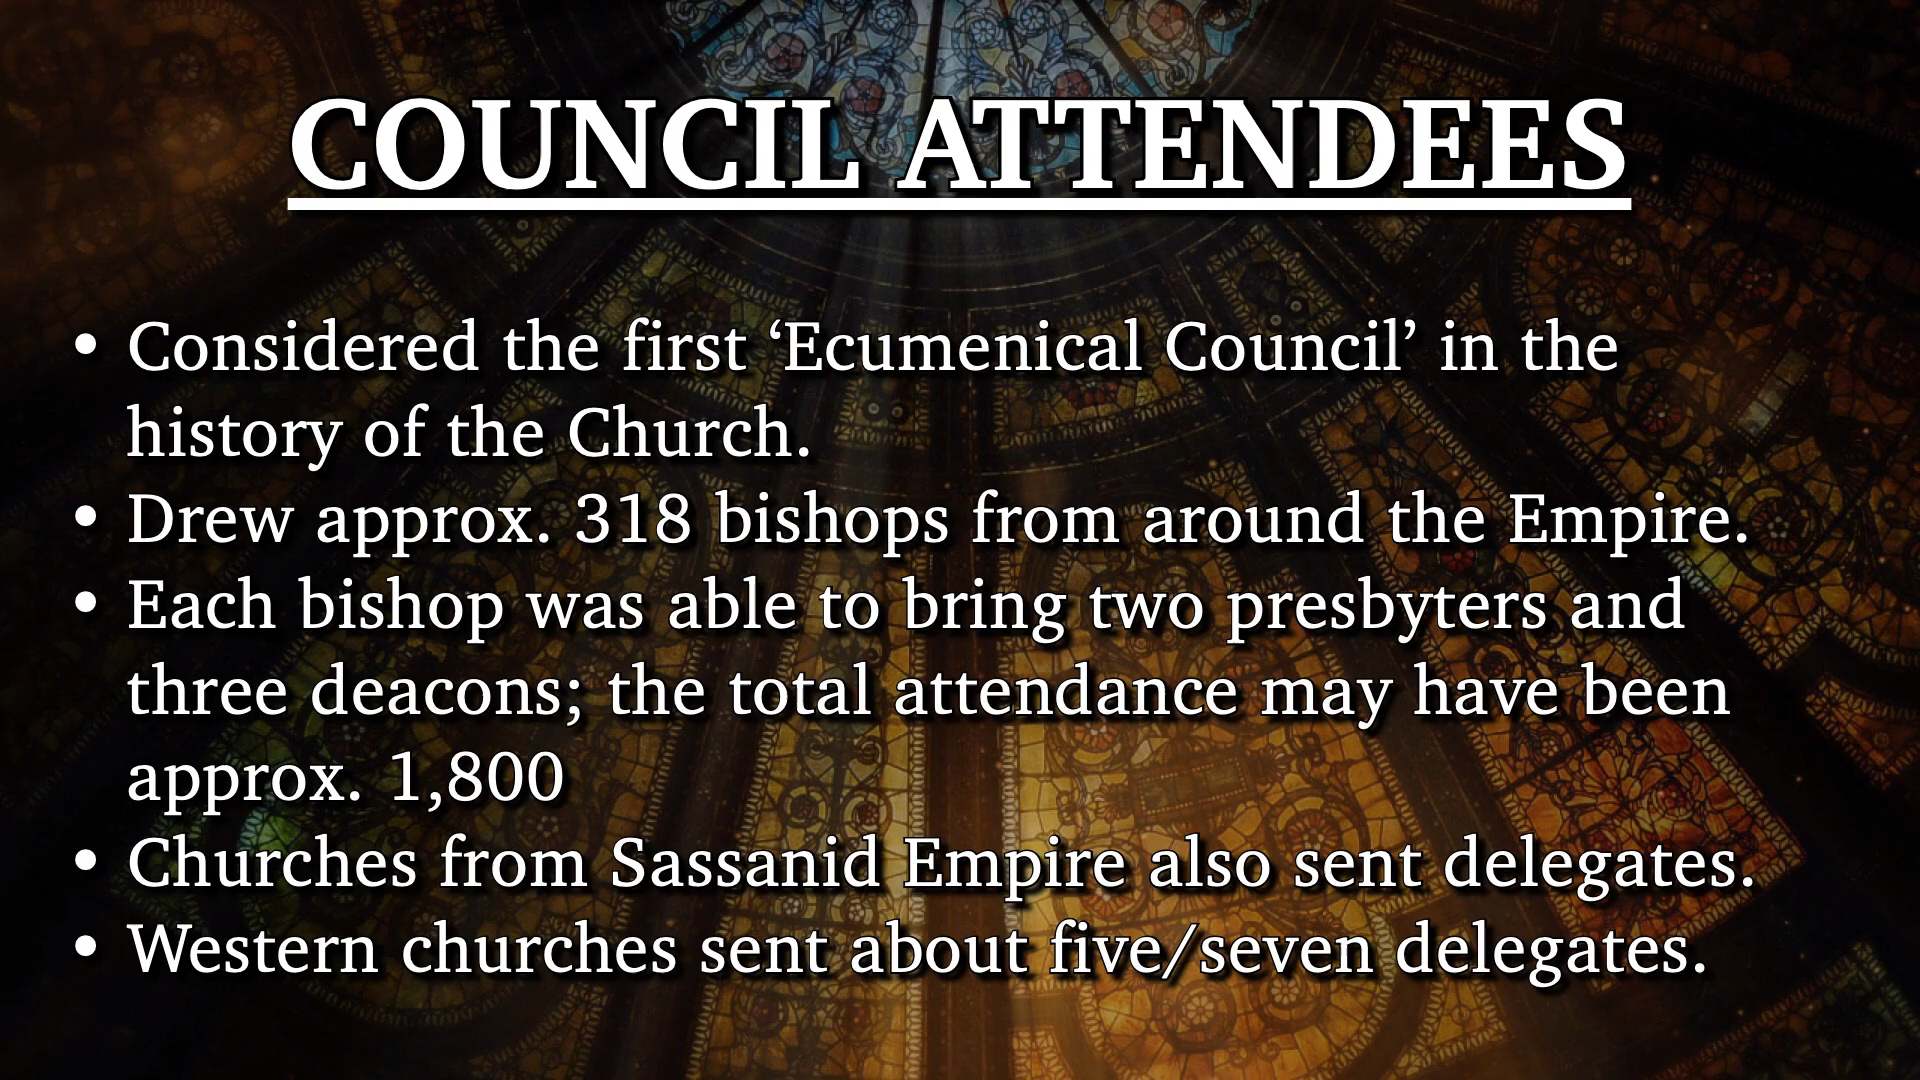 COUNCIL ATTENDEES
• Considered the first ‘Ecumenical Council’ in the
history of the Church.
• Drew approx. 318 bishops from around the Empire.
• Each bishop was able to bring two presbyters and
three deacons; the total attendance may have been
approx. 1,800
• Churches from Sassanid Empire also sent delegates.
• Western churches sent about five/seven delegates.